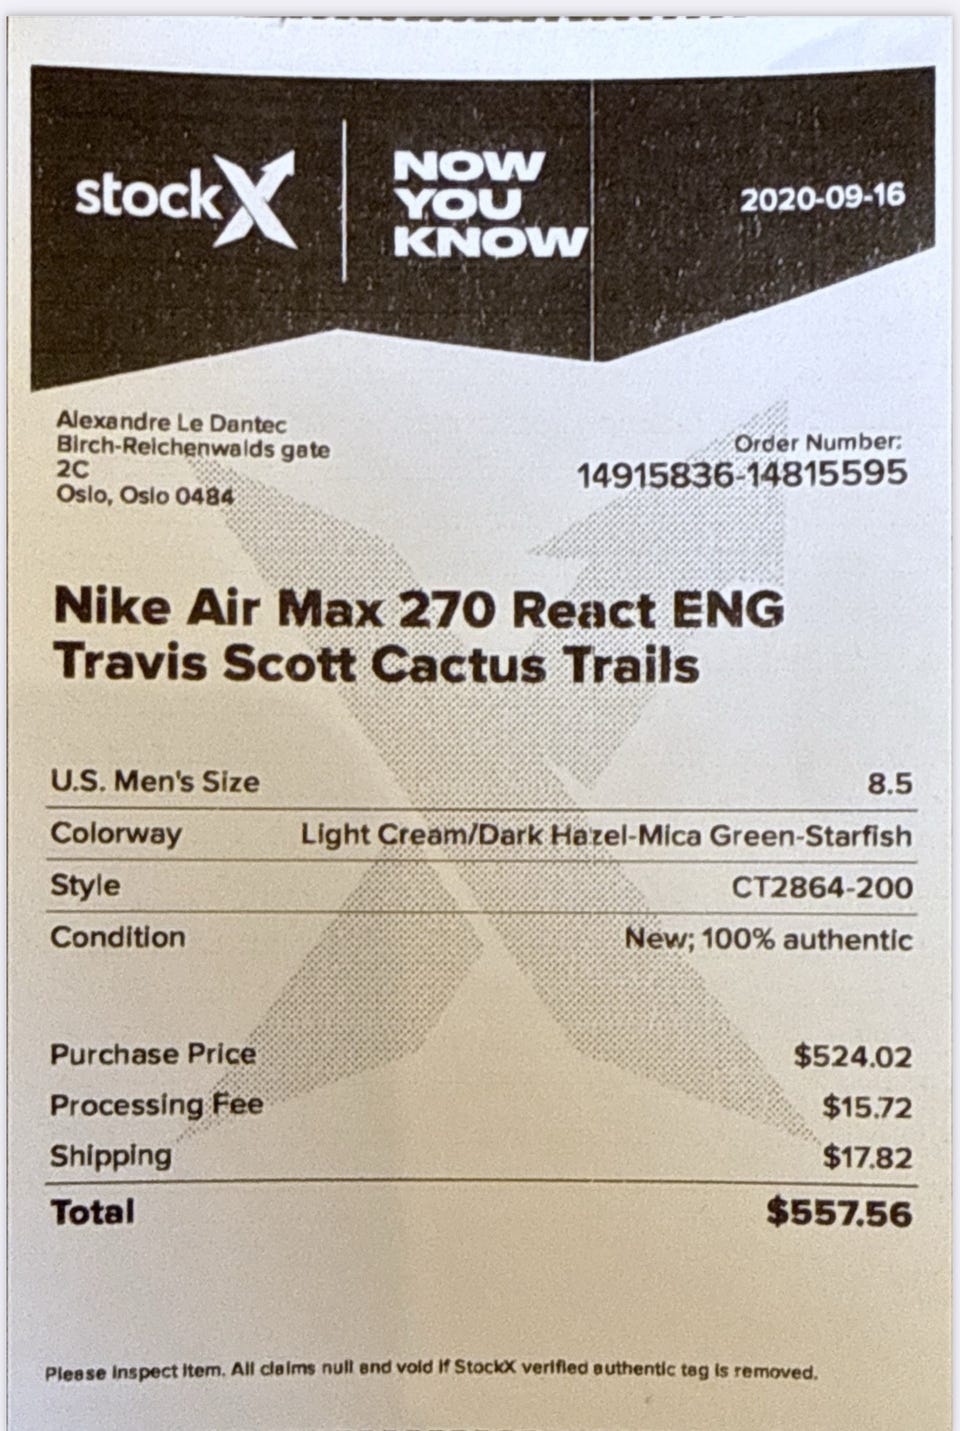 stockX
NOW
YOU
KNOW
2020-09-16
Alexandre Le Dantec
Birch-Reichenwalds gate
2C
Oslo, Oslo 0484
Order Number:
14915836-14815595
Nike Air Max 270 React ENG
Travis Scott Cactus Trails
U.S. Men's Size 8.5
Colorway Light Cream/Dark Hazel-Mica Green-Starfish
Style CT2864-200
Condition New; 100% authentic
Purchase Price $524.02
Processing Fee $15.72
Shipping $17.82
Total $557.56
Please inspect item. All claims null and void if StockX verified authentic tag is removed.